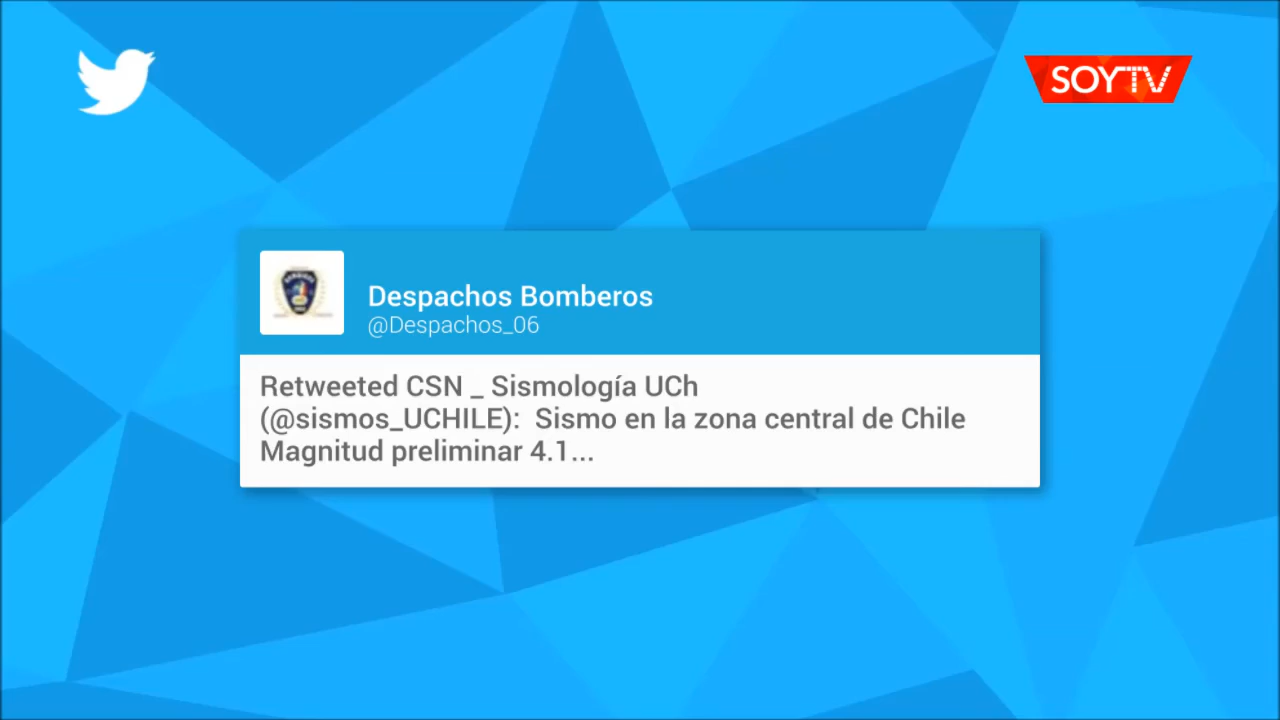 SOYTV
Despachos Bomberos
@Despachos_06
Retweeted CSN _ Sismología UCh
(@sismos_UCHILE):  Sismo en la zona central de Chile
Magnitud preliminar 4.1...